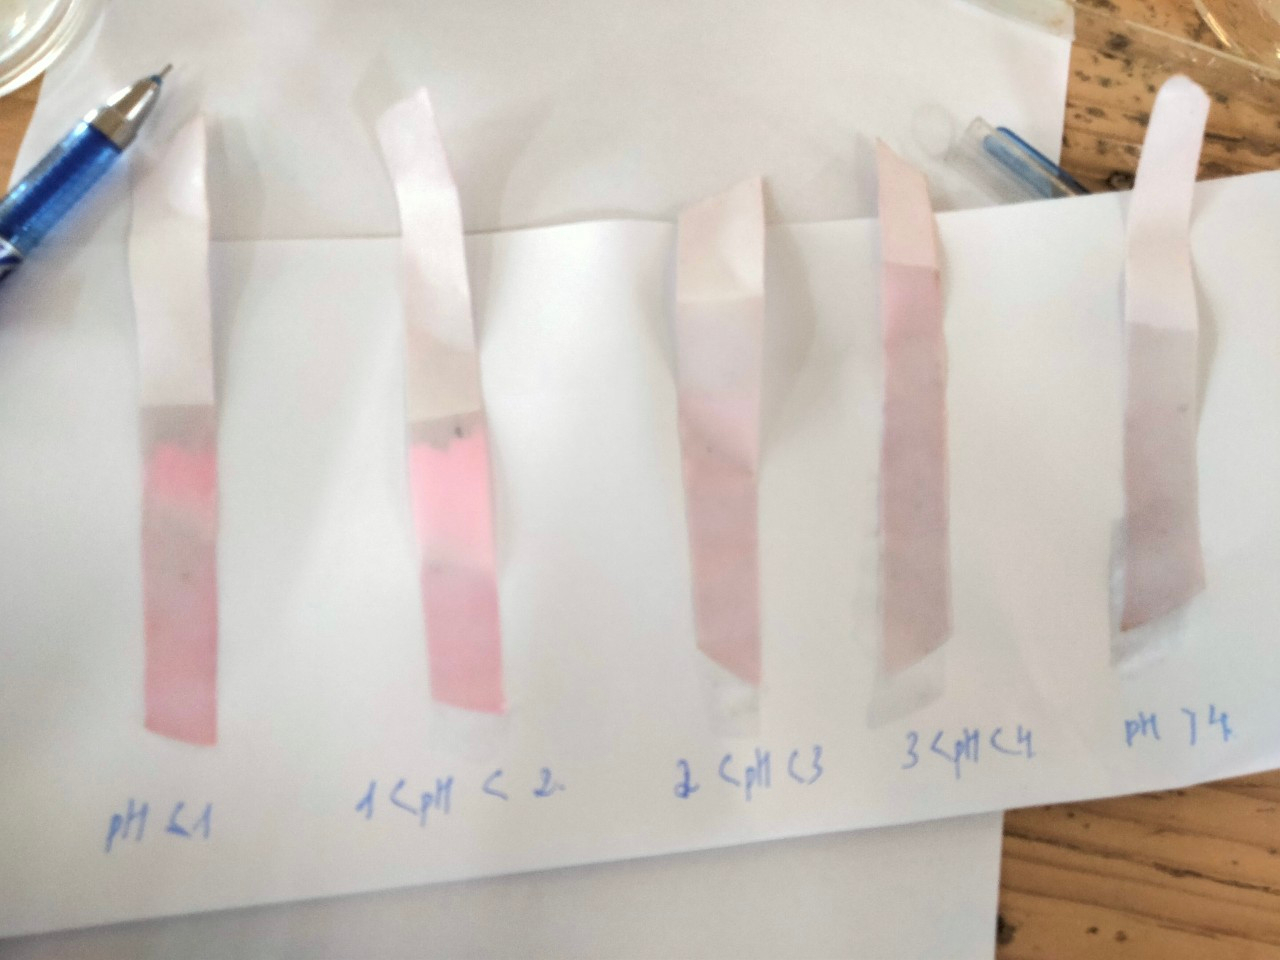 pH ≤ 1
1 < pH < 2
2 < pH < 3
3 < pH < 4
pH > 4